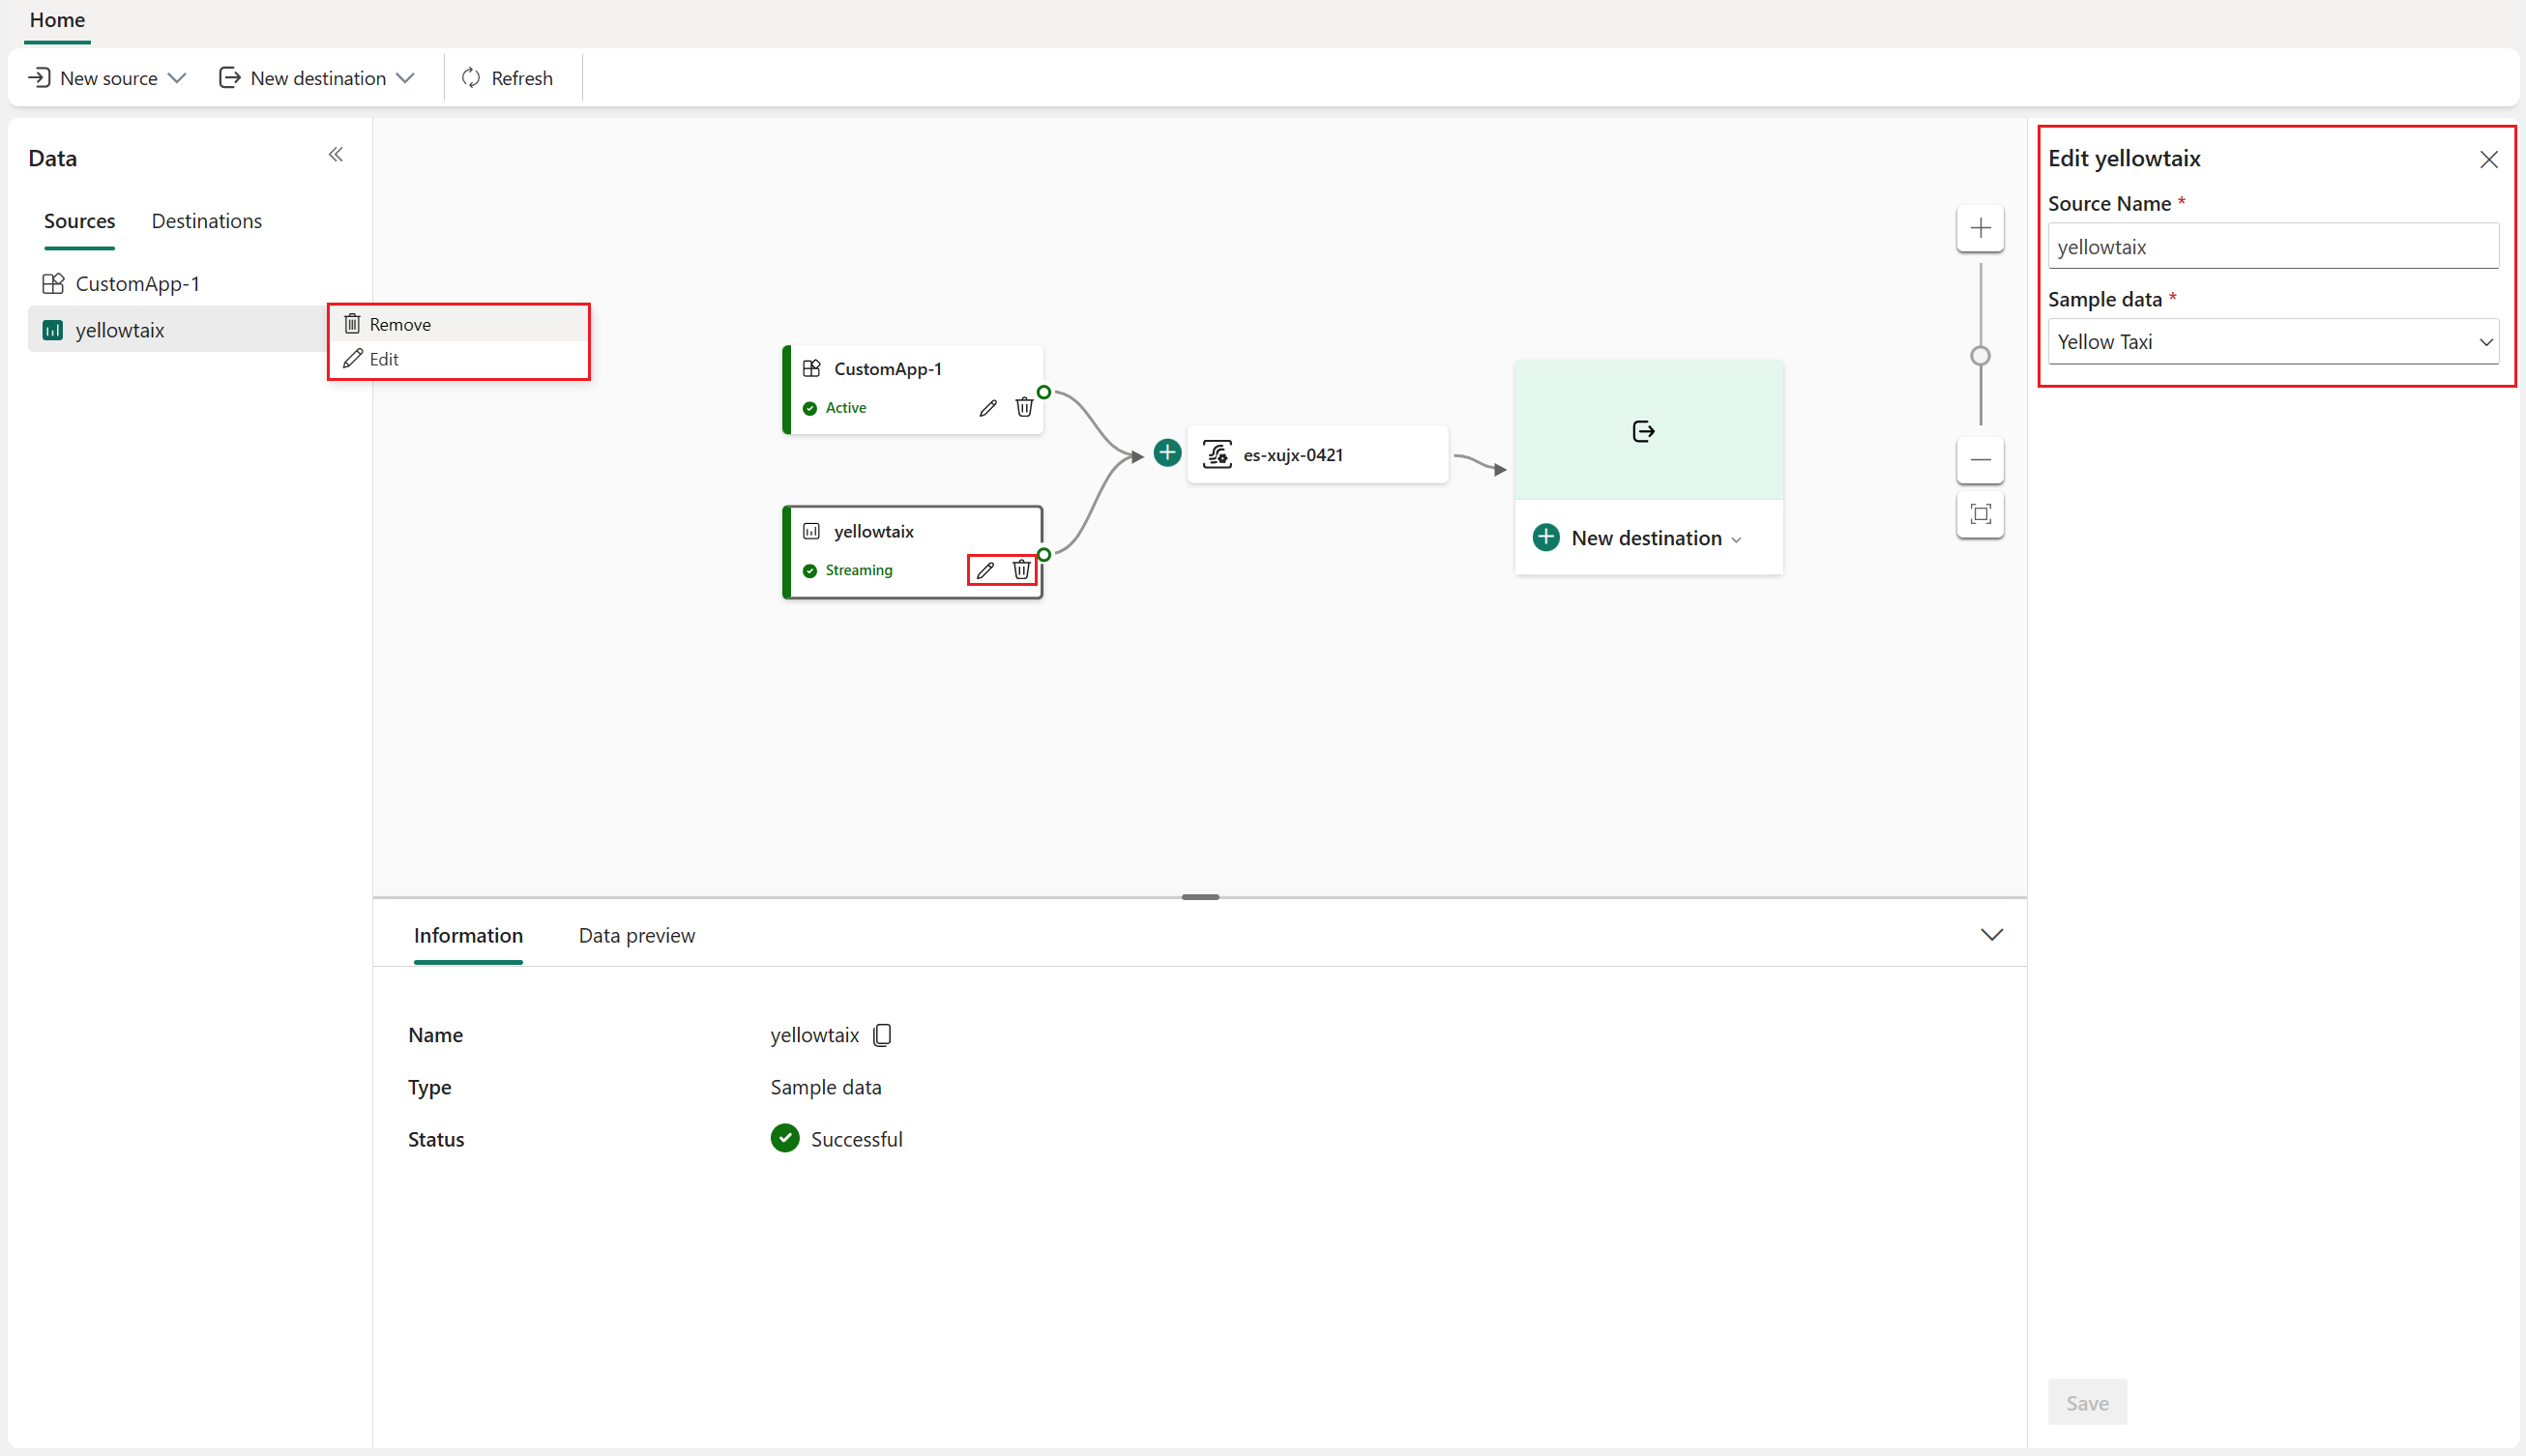 Home
New source
New destination
Refresh
Data
Sources
Destinations
CustomApp-1
yellowtaix
Remove
Edit
CustomApp-1
Active
yellowtaix
Streaming
es-xujx-0421
New destination
Information
Data preview
Name
yellowtaix
Type
Sample data
Status
Successful
Edit yellowtaix
Source Name *
yellowtaix
Sample data *
Yellow Taxi
Save